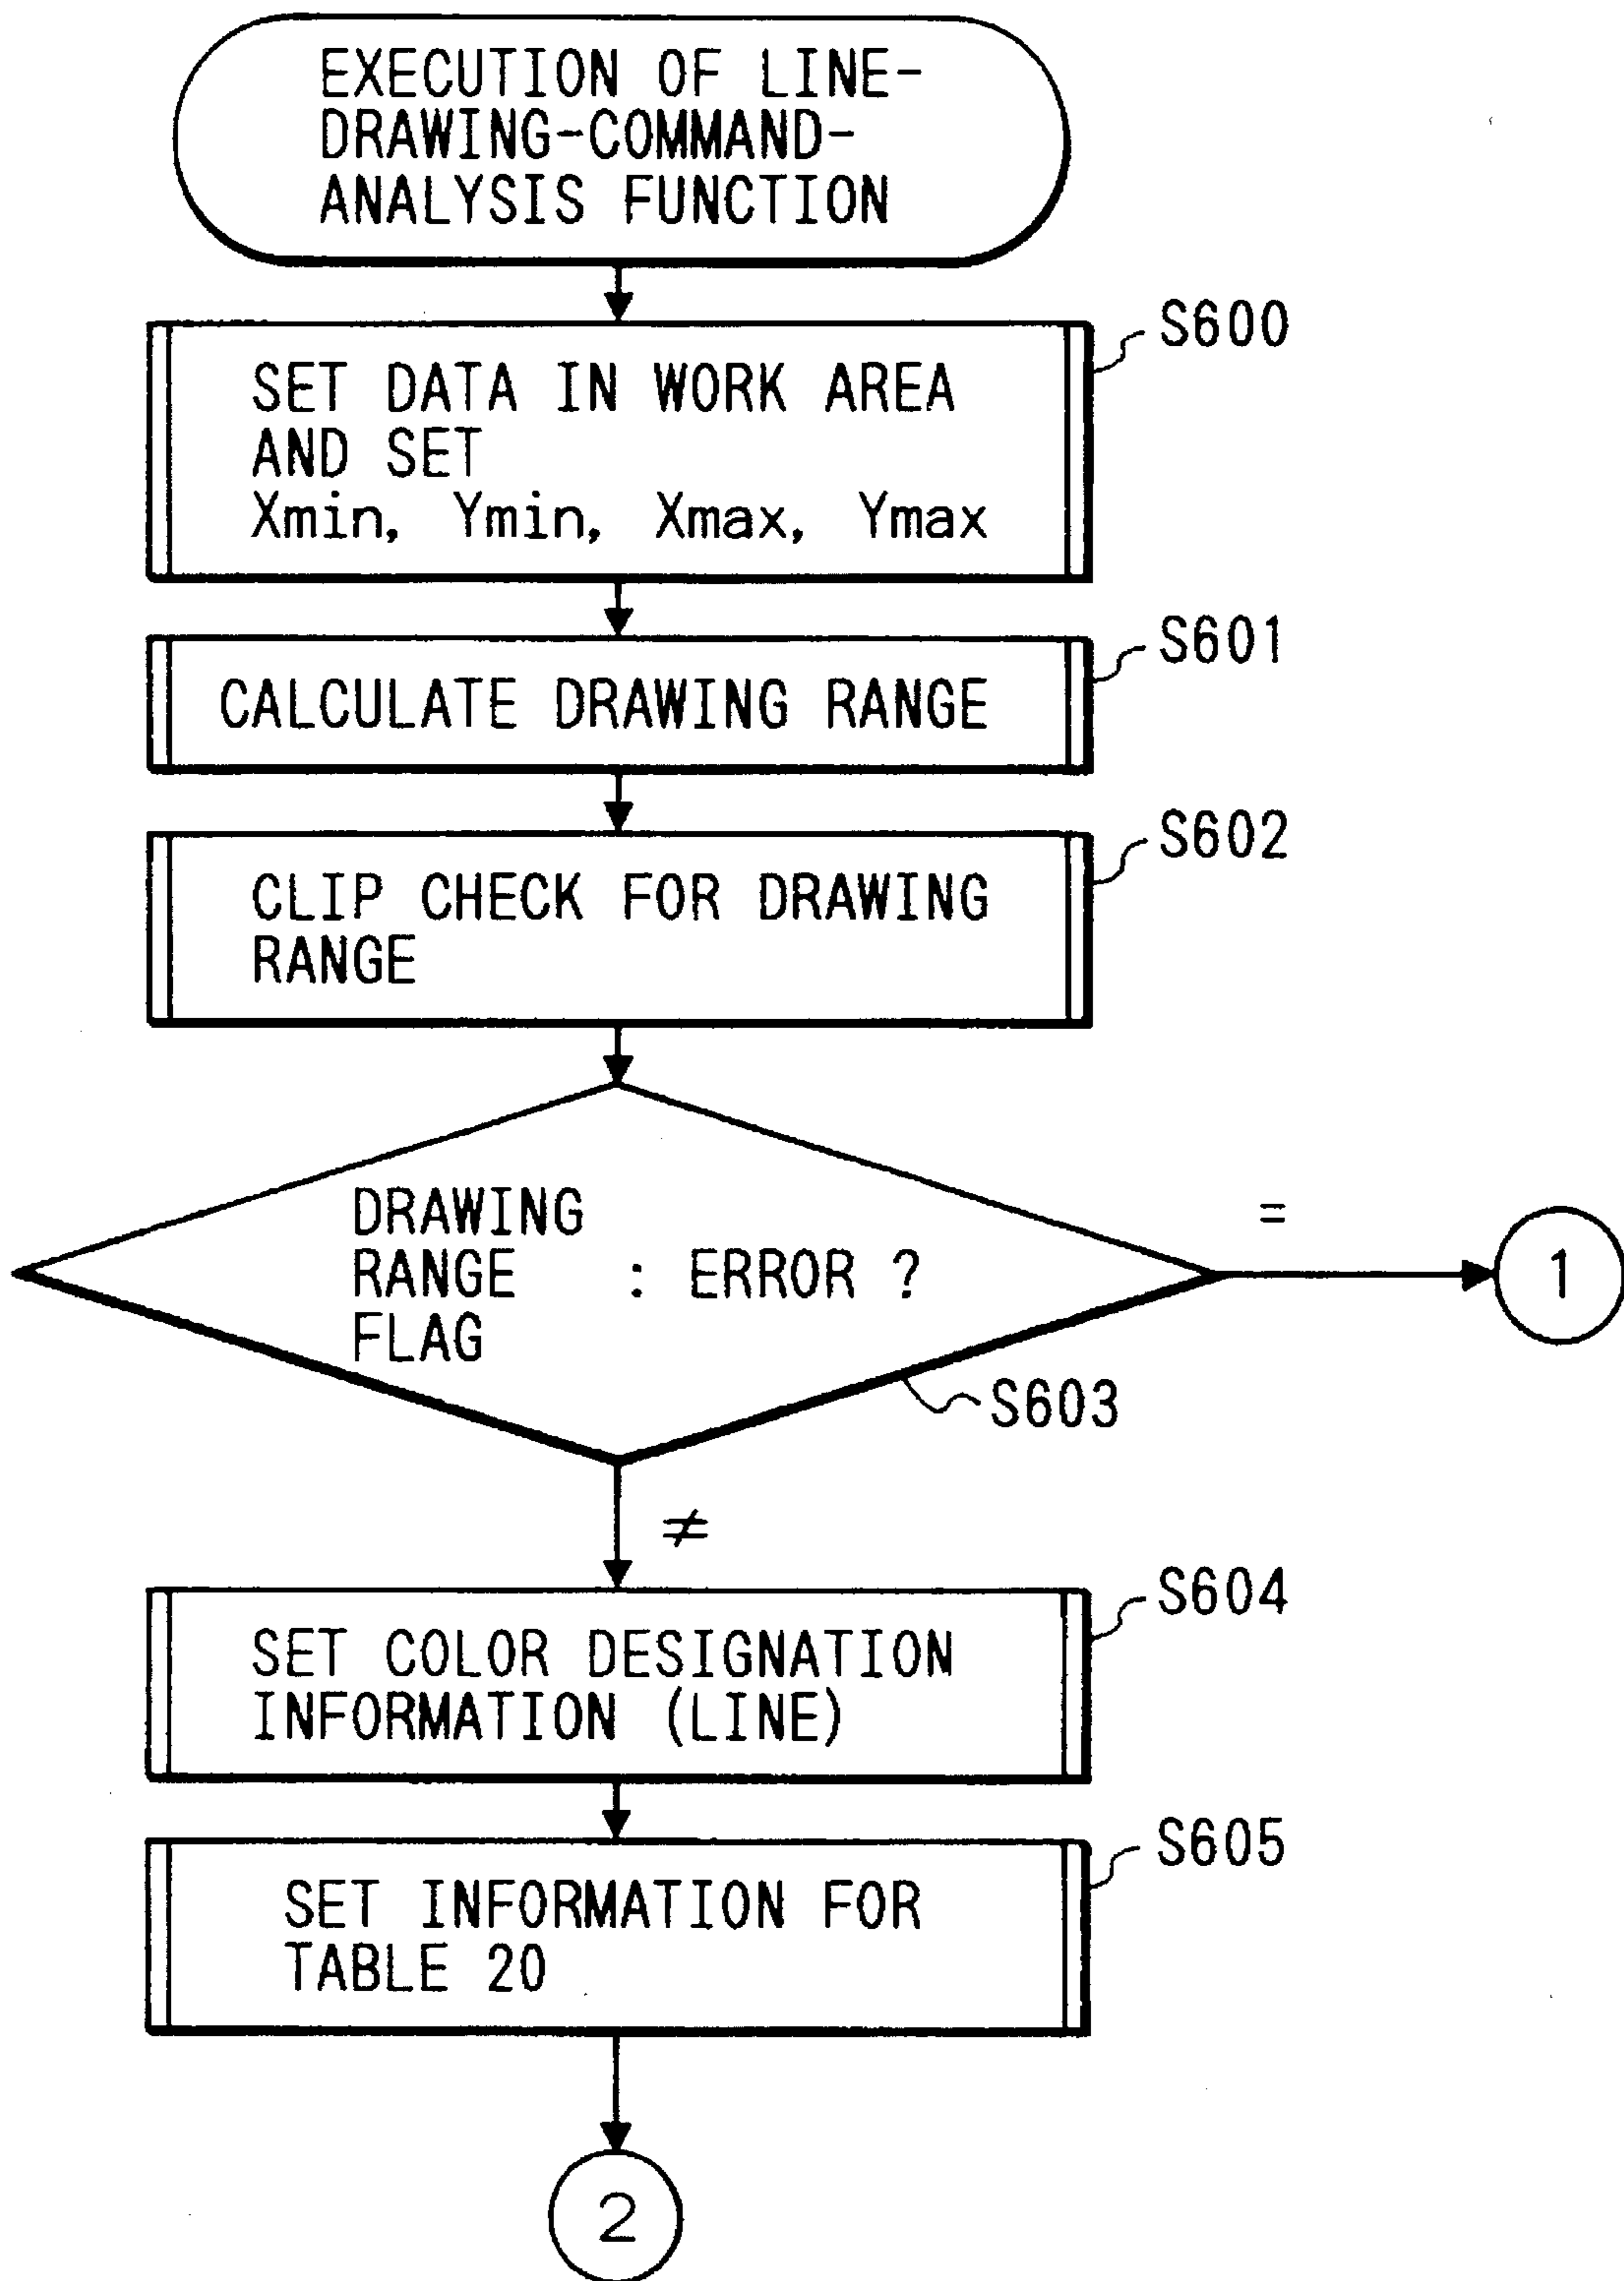 EXECUTION OF LINE-
DRAWING-COMMAND-
ANALYSIS FUNCTION
S600
SET DATA IN WORK AREA
AND SET
Xmin, Ymin, Xmax, Ymax
S601
CALCULATE DRAWING RANGE
S602
CLIP CHECK FOR DRAWING
RANGE
DRAWING
RANGE : ERROR ?
FLAG
=
1
S603
≠
S604
SET COLOR DESIGNATION
INFORMATION (LINE)
S605
SET INFORMATION FOR
TABLE 20
2